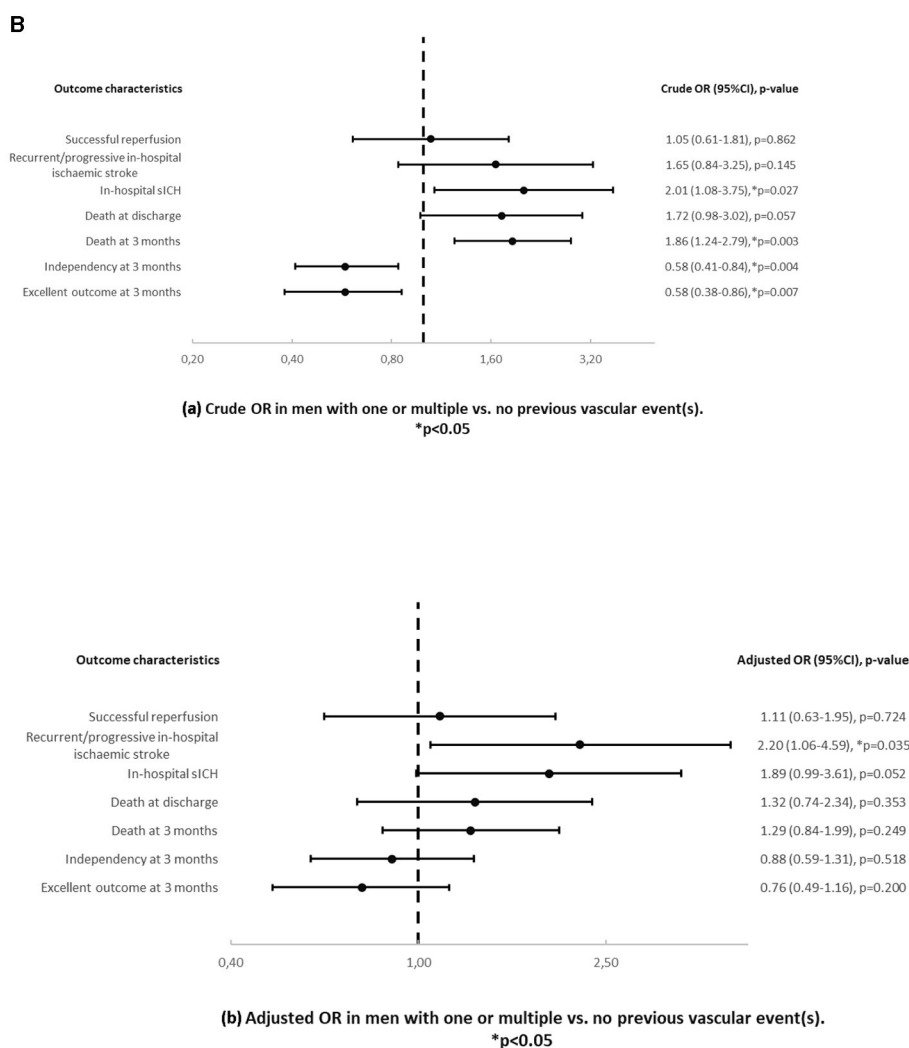 B
Outcome characteristics Crude OR (95%CI), p-value
Successful reperfusion 1.05 (0.61-1.81), p=0.862
Recurrent/progressive in-hospital
ischaemic stroke 1.65 (0.84-3.25), p=0.145
In-hospital sICH 2.01 (1.08-3.75),*p=0.027
Death at discharge 1.72 (0.98-3.02), p=0.057
Death at 3 months 1.86 (1.24-2.79),*p=0.003
Independency at 3 months 0.58 (0.41-0.84),*p=0.004
Excellent outcome at 3 months 0.58 (0.38-0.86),*p=0.007
0,20 0,40 0,80 1,60 3,20
(a) Crude OR in men with one or multiple vs. no previous vascular event(s).
*p<0.05
Outcome characteristics Adjusted OR (95%CI), p-value
Successful reperfusion 1.11 (0.63-1.95), p=0.724
Recurrent/progressive in-hospital
ischaemic stroke 2.20 (1.06-4.59), *p=0.035
In-hospital sICH 1.89 (0.99-3.61), p=0.052
Death at discharge 1.32 (0.74-2.34), p=0.353
Death at 3 months 1.29 (0.84-1.99), p=0.249
Independency at 3 months 0.88 (0.59-1.31), p=0.518
Excellent outcome at 3 months 0.76 (0.49-1.16), p=0.200
0,40 1,00 2,50
(b) Adjusted OR in men with one or multiple vs. no previous vascular event(s).
*p<0.05